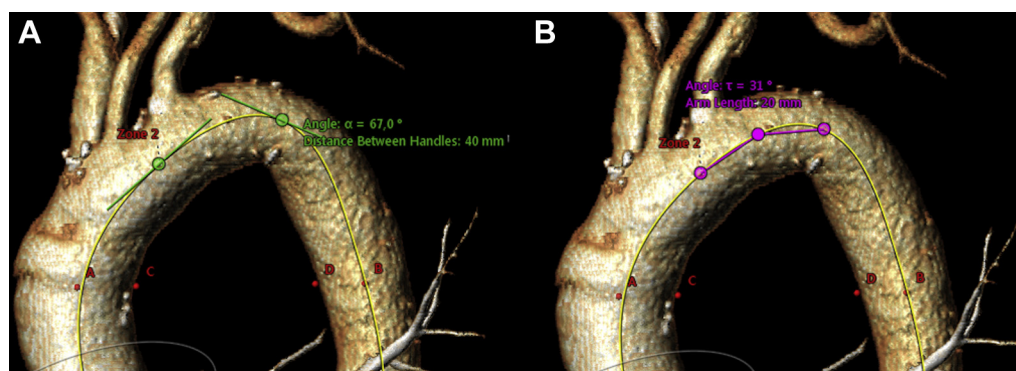 A
Zone 2
Angle: α = 67,0 °
Distance Between Handles: 40 mm
A
C
D
B
B
Angle: τ = 31 °
Arm Length: 20 mm
Zone 2
A
C
D
B